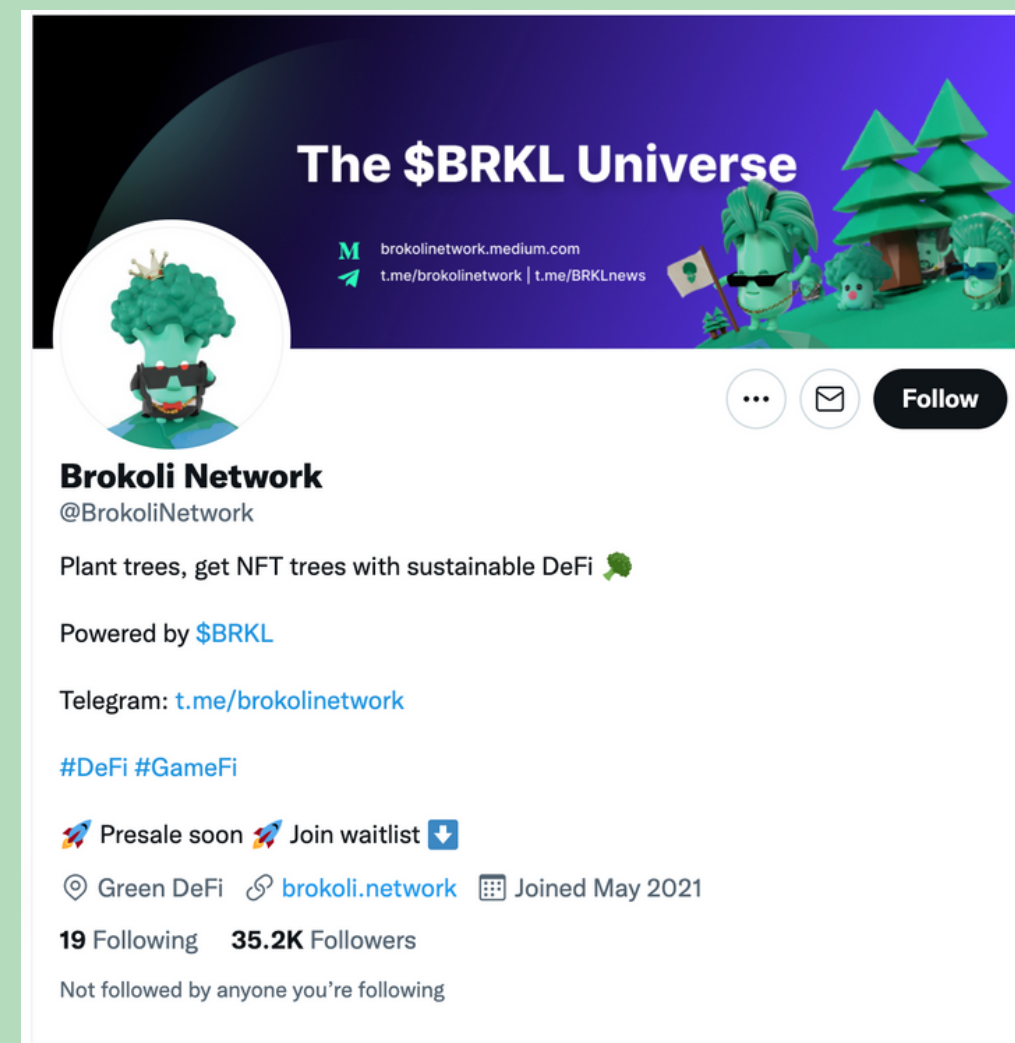 The $BRKL Universe
brokolinetwork.medium.com
t.me/brokolinetwork | t.me/BRKLnews
Follow
Brokoli Network
@BrokoliNetwork
Plant trees, get NFT trees with sustainable DeFi 🥦
Powered by $BRKL
Telegram: t.me/brokolinetwork
#DeFi #GameFi
🚀 Presale soon 🚀 Join waitlist ⬇️
Green DeFi brokoli.network Joined May 2021
19 Following 35.2K Followers
Not followed by anyone you’re following